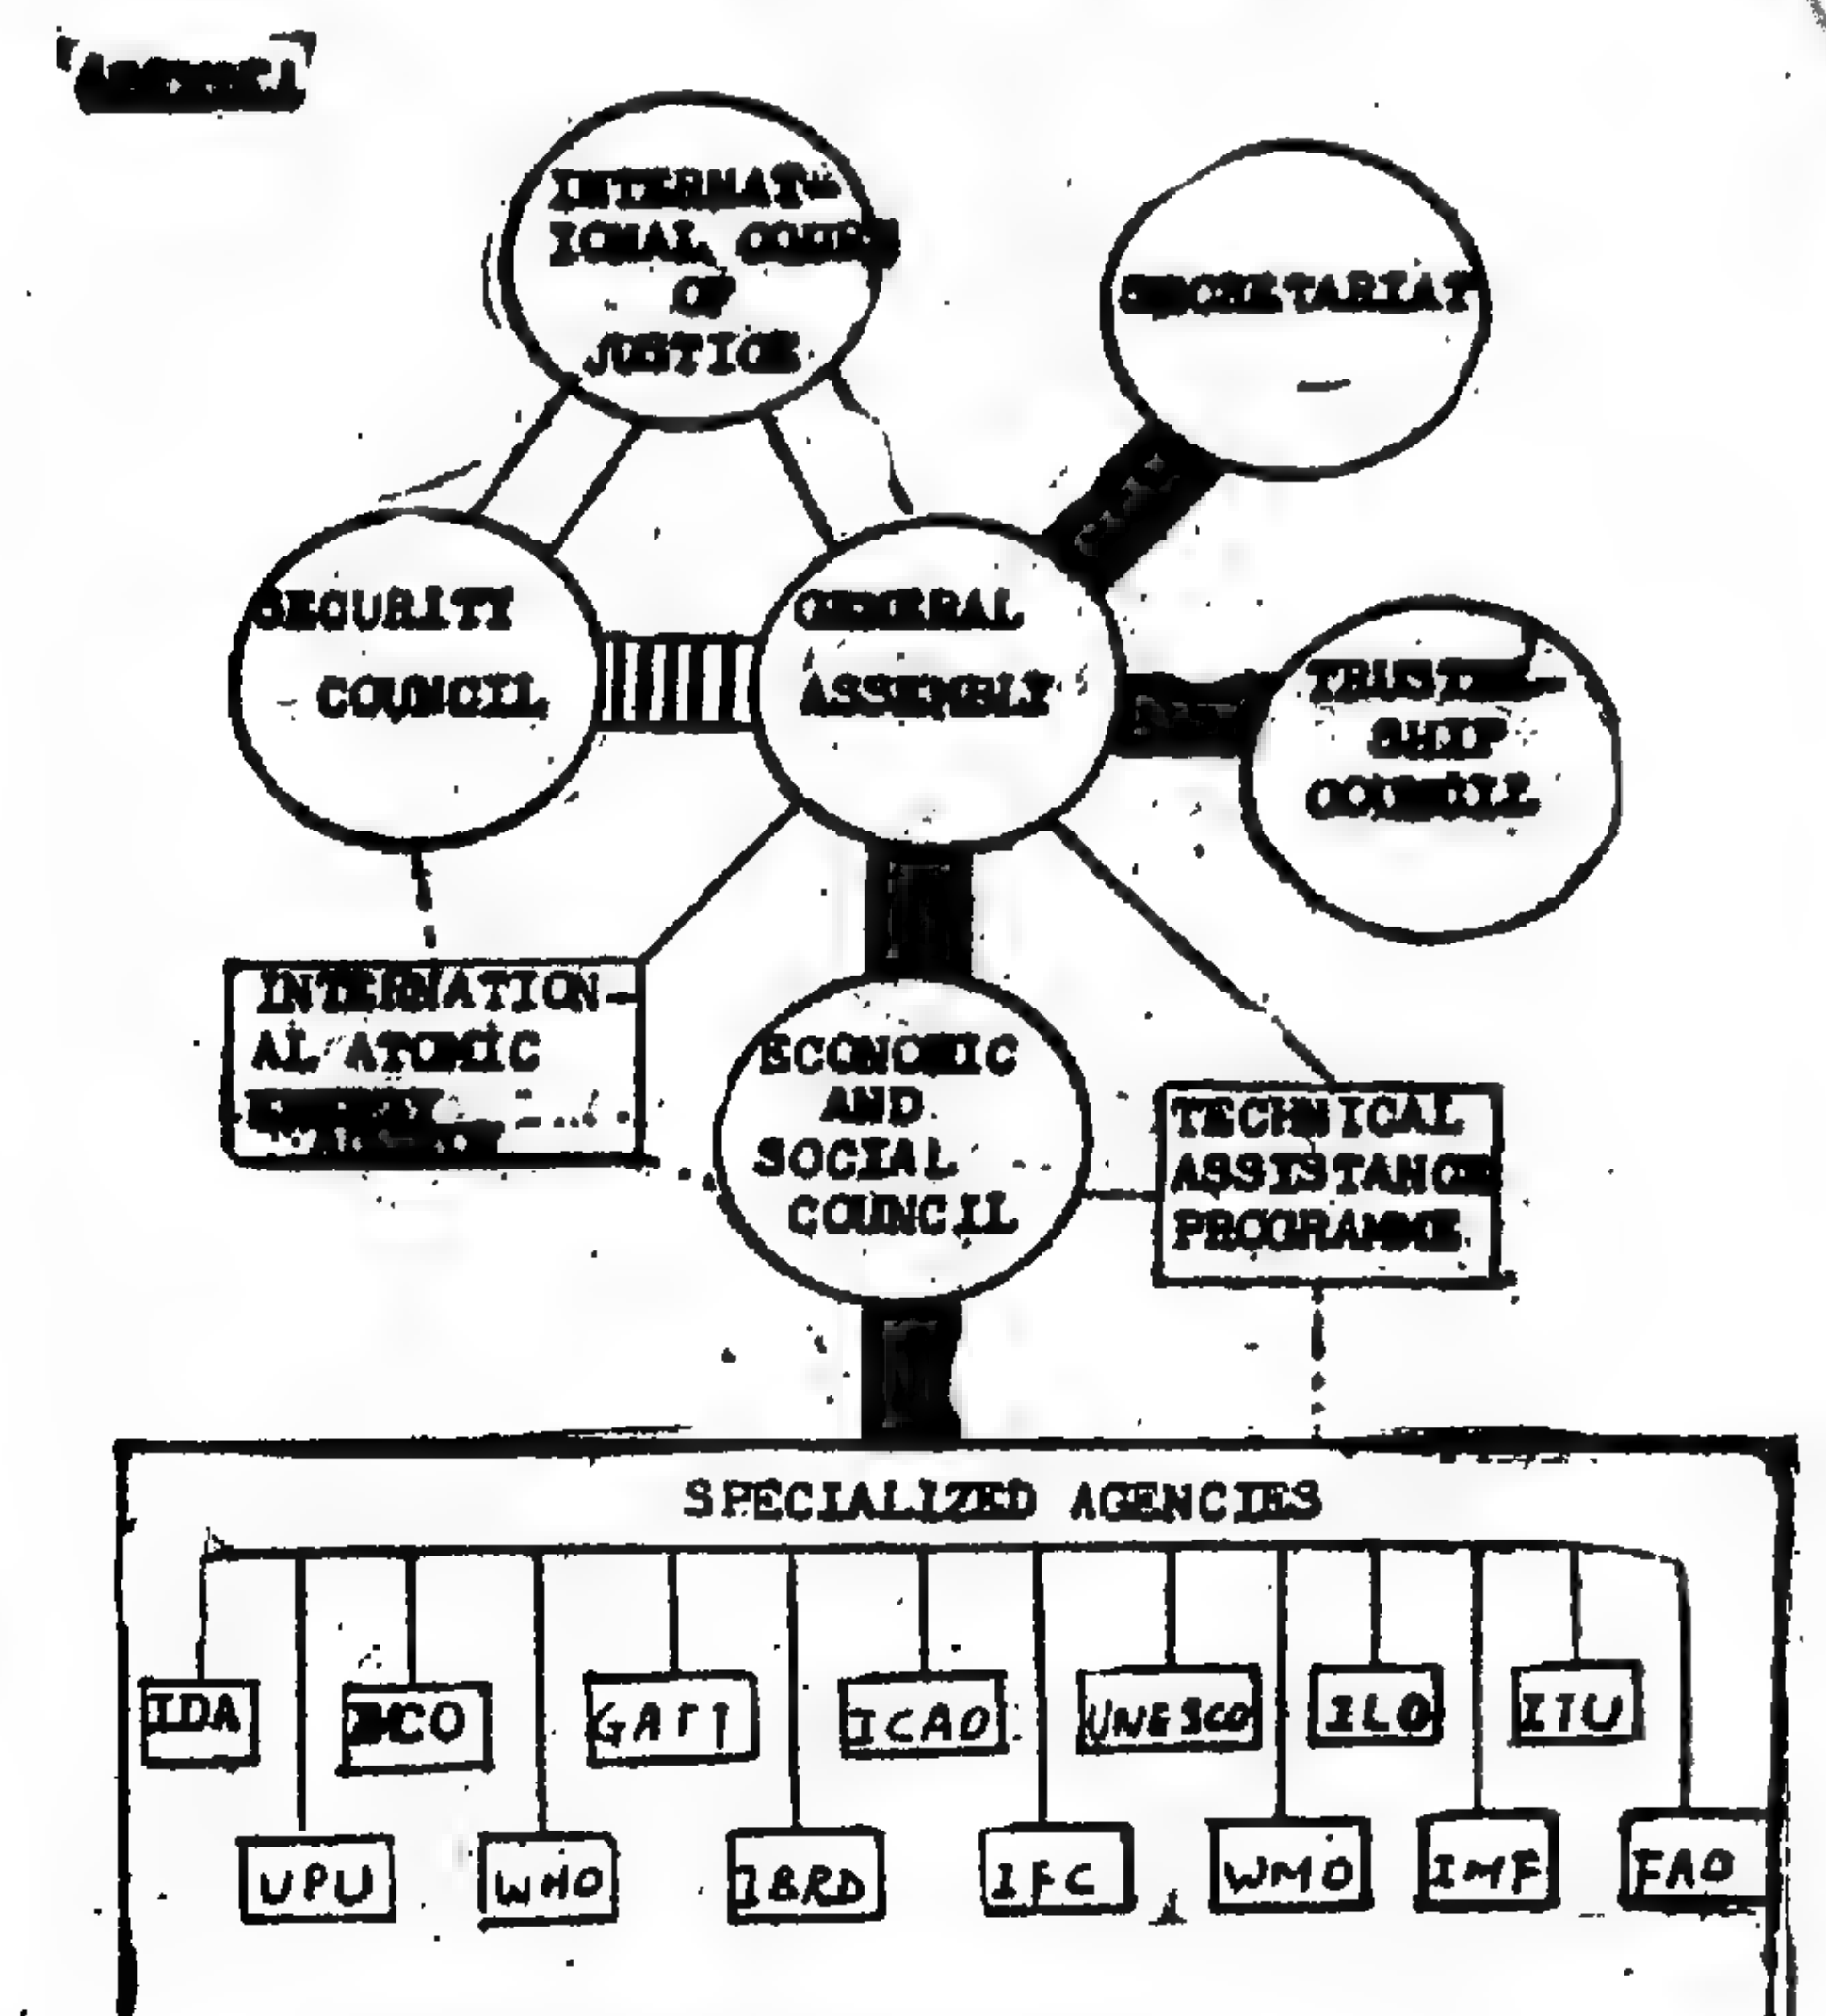 INTERNAT-
IONAL COURT
OF
JUSTICE
SECRETARIAT
SECURITY
COUNCIL
GENERAL
ASSEMBLY
TRUSTEE-
SHIP
COUNCIL
INTERNATION-
AL ATOMIC
ENERGY
ECONOMIC
AND
SOCIAL
COUNCIL
TECHNICAL
ASSISTANCE
PROGRAMME
SPECIALIZED AGENCIES
IDA
GATT
ICAO
UNESCO
ILO
ITU
UPU
WHO
IBRD
IFC
WMO
IMF
FAO